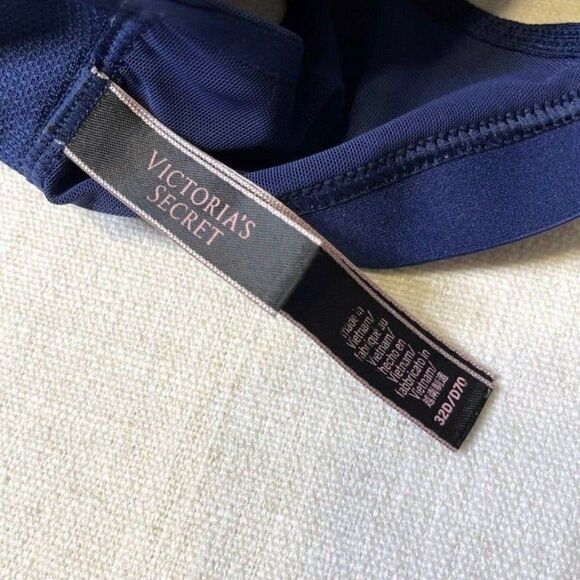 VICTORIA'S
SECRET
made in
Vietnam/
fabriqué au
Vietnam/
hecho en
Vietnam/
fabbricato in
Vietnam/
越南制造
32D/D70